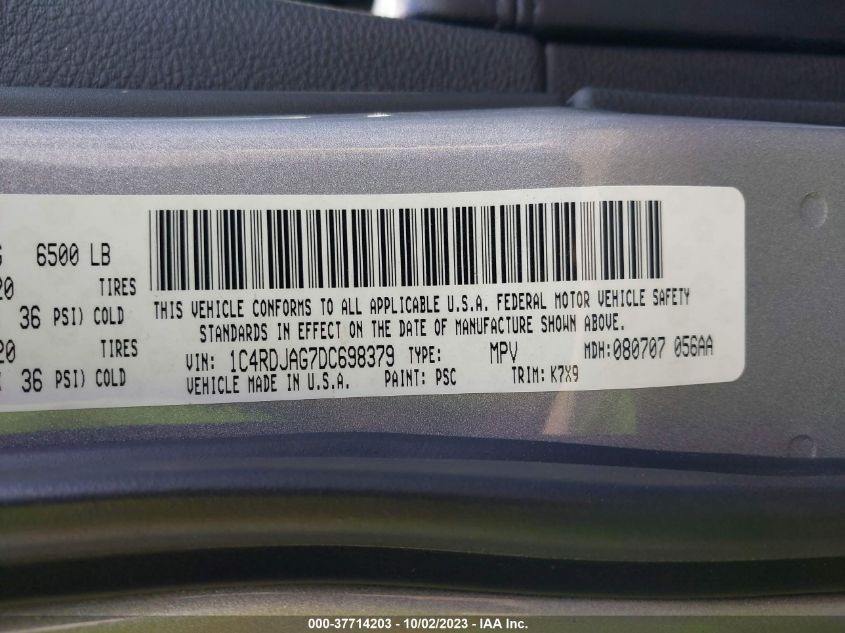 6500 LB
20 TIRES
36 PSI) COLD
20 TIRES
36 PSI) COLD
THIS VEHICLE CONFORMS TO ALL APPLICABLE U.S.A. FEDERAL MOTOR VEHICLE SAFETY
STANDARDS IN EFFECT ON THE DATE OF MANUFACTURE SHOWN ABOVE.
VIN: 1C4RDJAG7DC698379 TYPE: MPV MDH:080707 056AA
VEHICLE MADE IN U.S.A. PAINT: PSC TRIM: K7X9
000-37714203 - 10/02/2023 - IAA Inc.